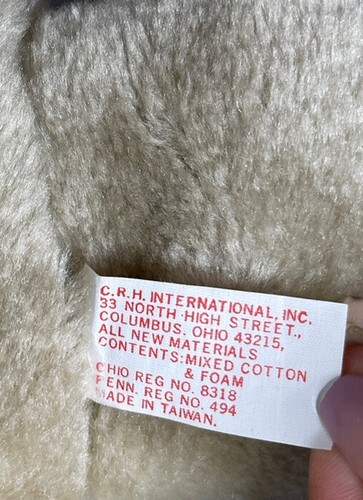 C.R.H. INTERNATIONAL, INC.
33 NORTH HIGH STREET.,
COLUMBUS. OHIO 43215,
ALL NEW MATERIALS
CONTENTS:MIXED COTTON
& FOAM
OHIO REG NO. 8318
PENN. REG NO. 494
MADE IN TAIWAN.